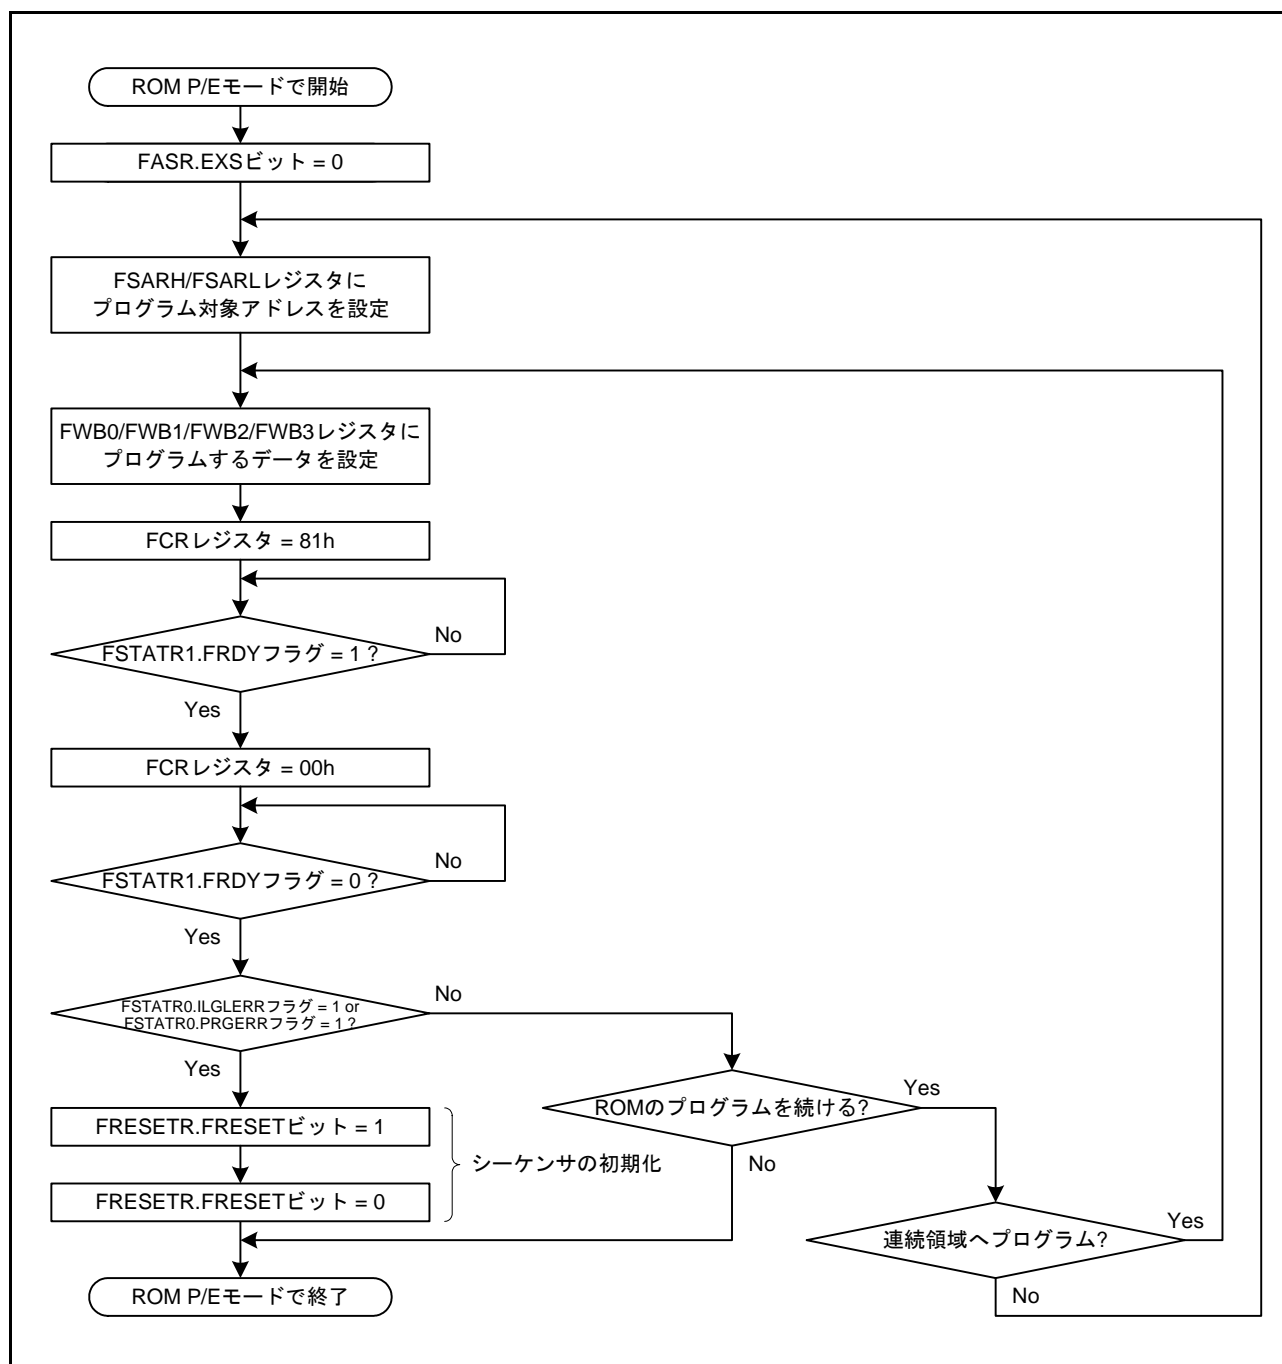 ROM P/Eモードで開始
FASR.EXSビット = 0
FSARH/FSARLレジスタに
プログラム対象アドレスを設定
FWB0/FWB1/FWB2/FWB3レジスタに
プログラムするデータを設定
FCRレジスタ = 81h
FSTATR1.FRDYフラグ = 1 ?
No
Yes
FCRレジスタ = 00h
FSTATR1.FRDYフラグ = 0 ?
No
Yes
FSTATR0.ILGLERRフラグ = 1 or
FSTATR0.PRGERRフラグ = 1 ?
No
Yes
ROMのプログラムを続ける?
Yes
No
FRESETR.FRESETビット = 1
シーケンサの初期化
FRESETR.FRESETビット = 0
連続領域へプログラム?
Yes
No
ROM P/Eモードで終了